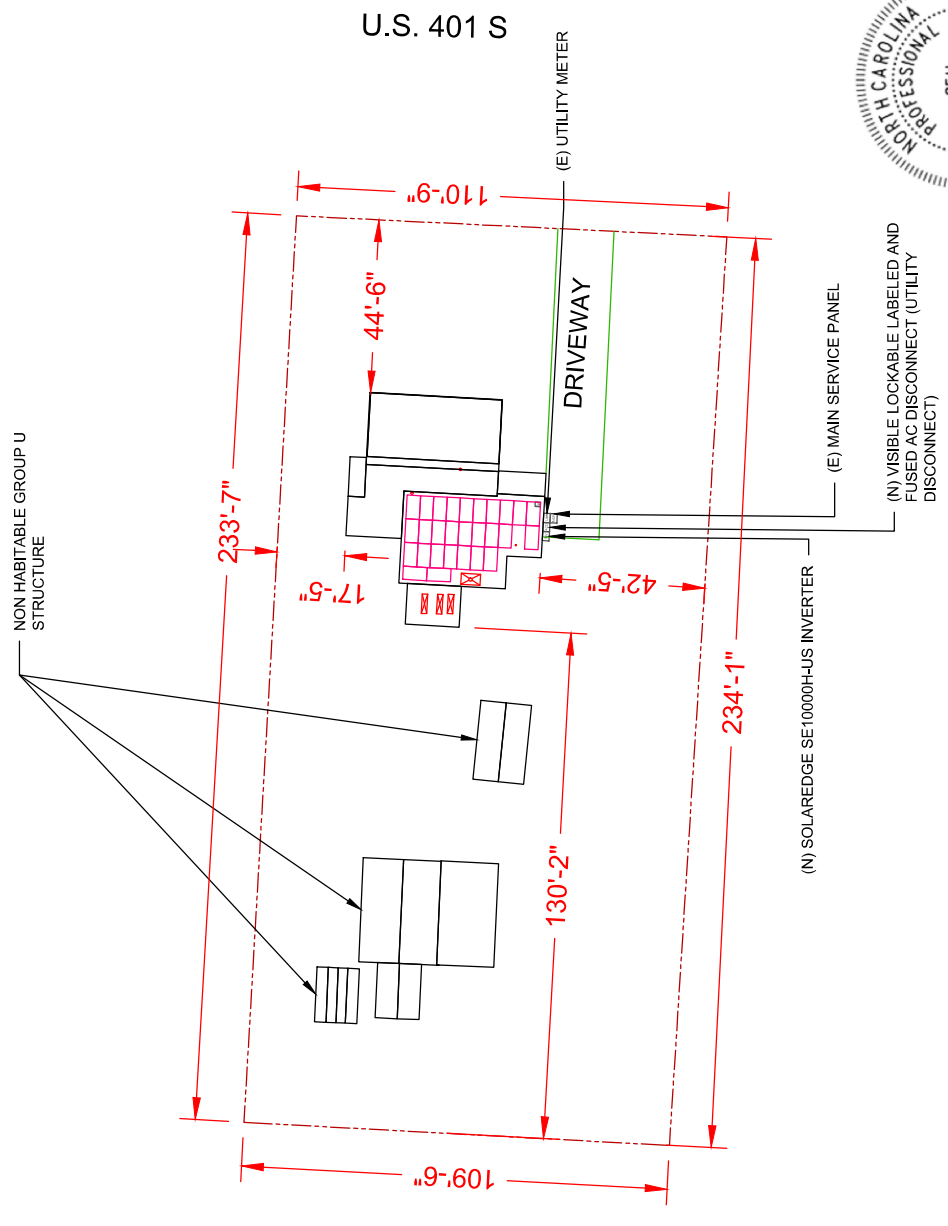 U.S. 401 S
NORTH CAROLINA
PROFESSIONAL
(E) UTILITY METER
110'-9"
233'-7"
44'-6"
DRIVEWAY
NON HABITABLE GROUP U
STRUCTURE
17'-5"
42'-5"
(E) MAIN SERVICE PANEL
(N) VISIBLE LOCKABLE LABELED AND
FUSED AC DISCONNECT (UTILITY
DISCONNECT)
(N) SOLAREDGE SE10000H-US INVERTER
234'-1"
130'-2"
109'-6"